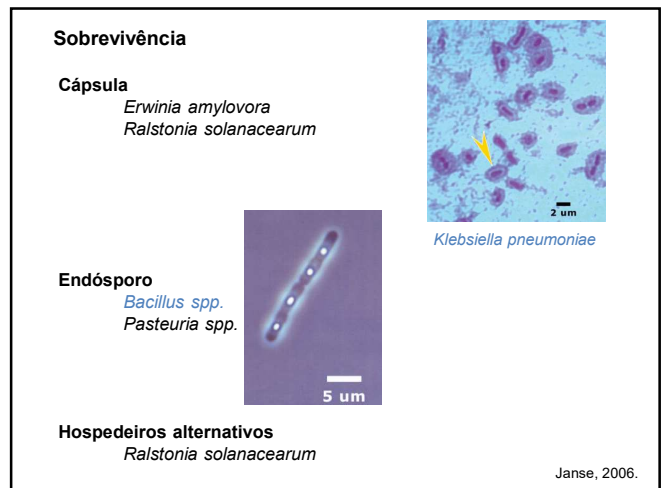 Sobrevivência
Cápsula
Erwinia amylovora
Ralstonia solanacearum
2 um
Klebsiella pneumoniae
Endósporo
Bacillus spp.
Pasteuria spp.
5 um
Hospedeiros alternativos
Ralstonia solanacearum
Janse, 2006.